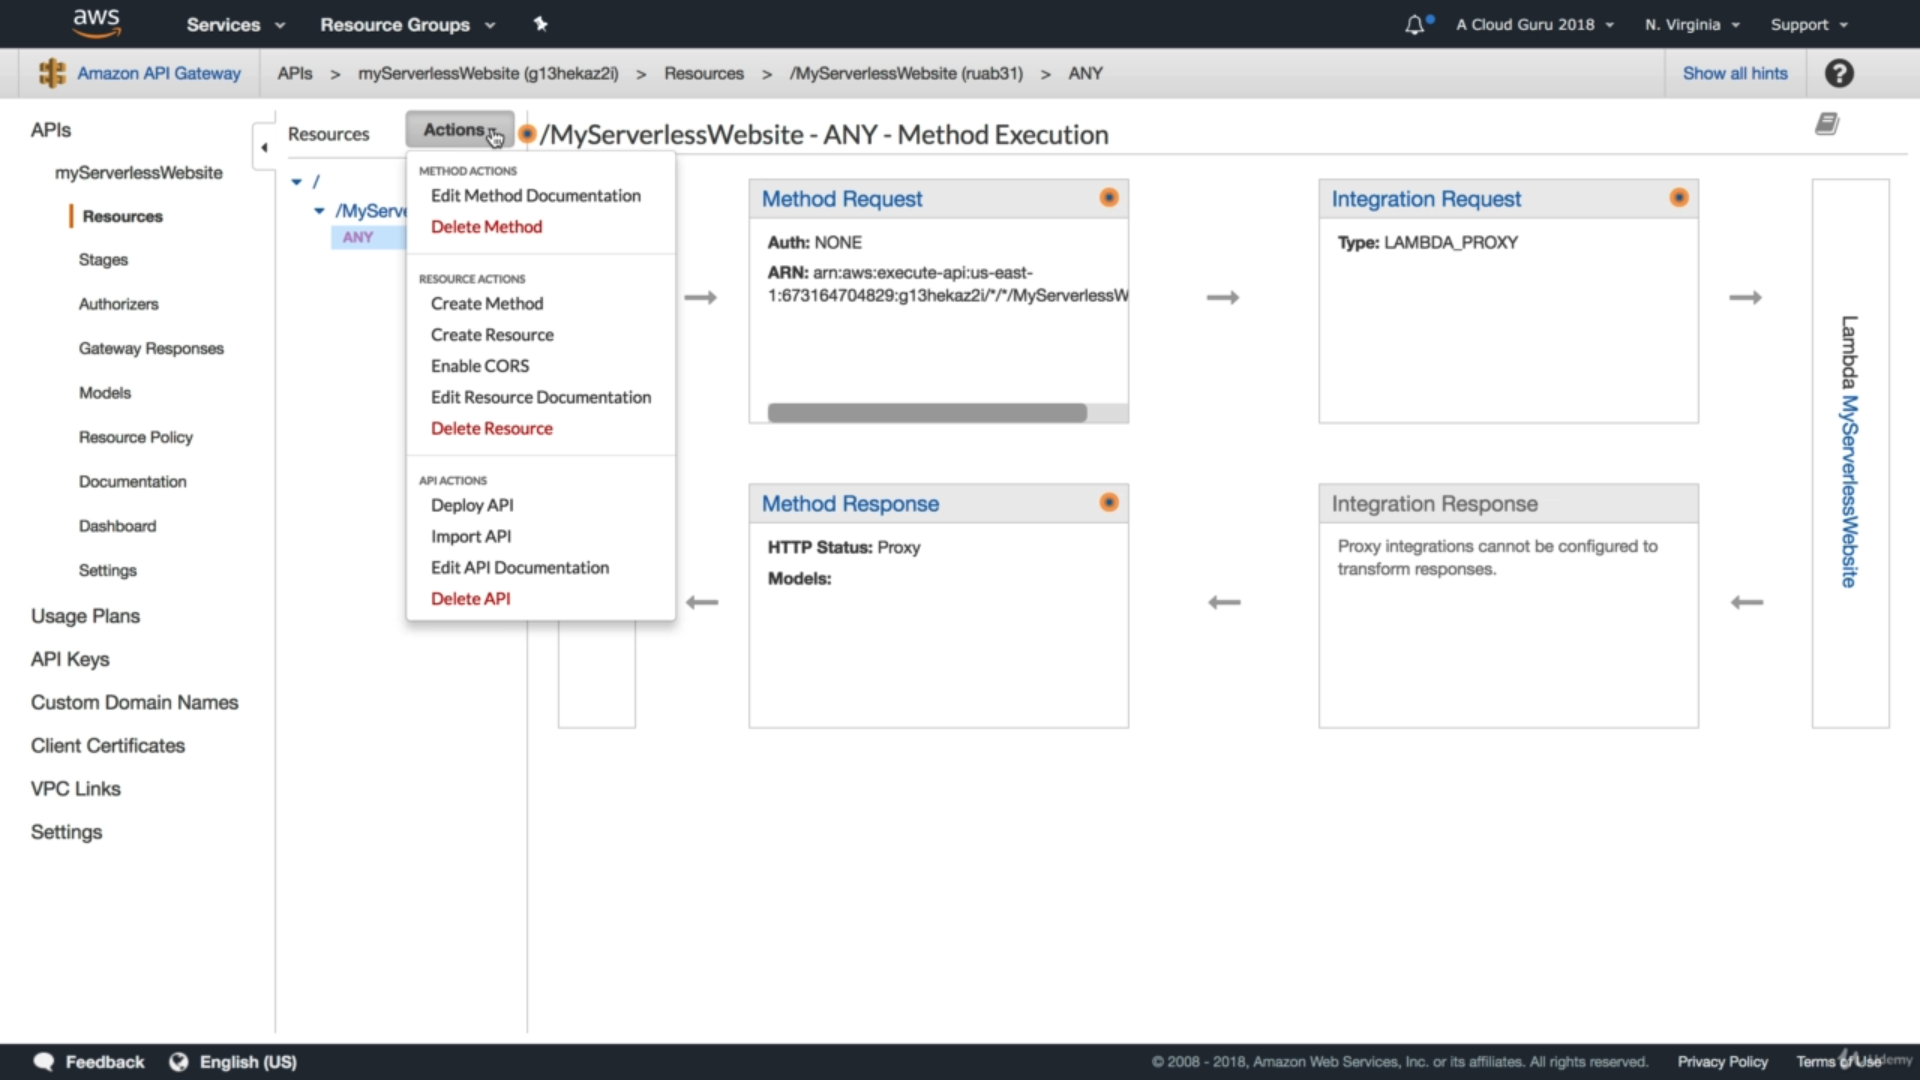 aws Services Resource Groups A Cloud Guru 2018 N. Virginia Support
Amazon API Gateway APIs > myServerlessWebsite (g13hekaz2i) > Resources > /MyServerlessWebsite (ruab31) > ANY Show all hints ?
APIs
myServerlessWebsite
Resources
Stages
Authorizers
Gateway Responses
Models
Resource Policy
Documentation
Dashboard
Settings
Usage Plans
API Keys
Custom Domain Names
Client Certificates
VPC Links
Settings
Resources
Actions
/
/MyServe
ANY
METHOD ACTIONS
Edit Method Documentation
Delete Method
RESOURCE ACTIONS
Create Method
Create Resource
Enable CORS
Edit Resource Documentation
Delete Resource
API ACTIONS
Deploy API
Import API
Edit API Documentation
Delete API
/MyServerlessWebsite - ANY - Method Execution
Method Request
Auth: NONE
ARN: arn:aws:execute-api:us-east-
1:673164704829:g13hekaz2i/*/*/MyServerlessW
Integration Request
Type: LAMBDA_PROXY
Method Response
HTTP Status: Proxy
Models:
Integration Response
Proxy integrations cannot be configured to
transform responses.
Lambda MyServerlessWebsite
Feedback English (US) © 2008 - 2018, Amazon Web Services, Inc. or its affiliates. All rights reserved. Privacy Policy Terms of Use